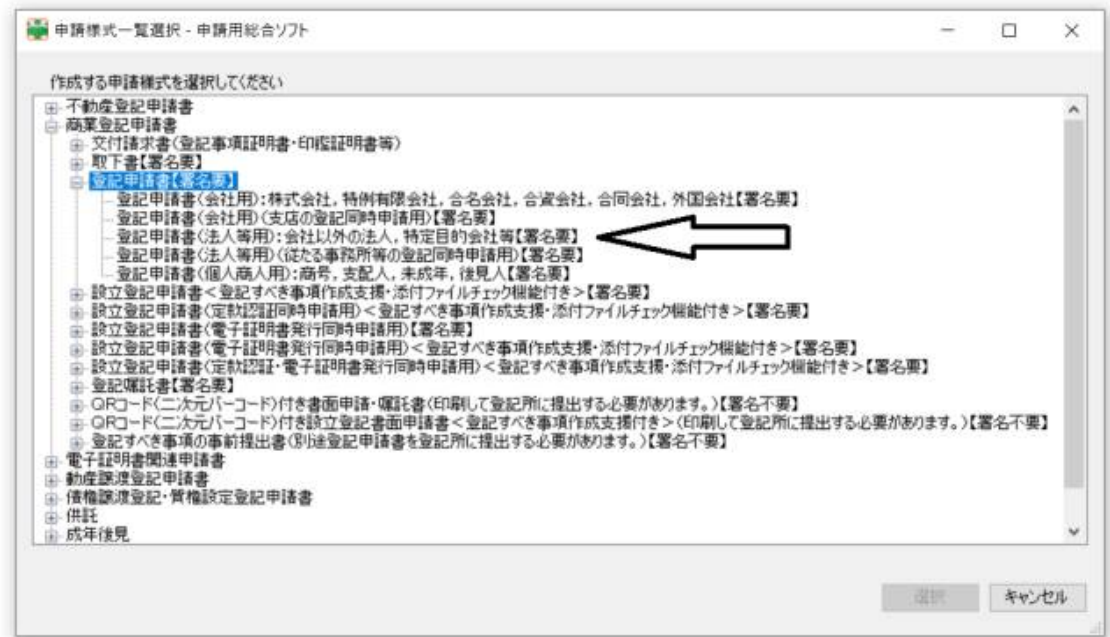 申請様式一覧選択 - 申請用総合ソフト
作成する申請様式を選択してください
不動産登記申請書
商業登記申請書
交付請求書(登記事項証明書・印鑑証明書等)
取下書【署名要】
登記申請書【署名要】
登記申請書(会社用):株式会社,特例有限会社,合名会社,合資会社,合同会社,外国会社【署名要】
登記申請書(会社用)(支店の登記同時申請用)【署名要】
登記申請書(法人等用):会社以外の法人,特定目的会社等【署名要】
登記申請書(法人等用)(従たる事務所等の登記同時申請用)【署名要】
登記申請書(個人商人用):商号,支配人,未成年,後見人【署名要】
設立登記申請書<登記すべき事項作成支援・添付ファイルチェック機能付き>【署名要】
設立登記申請書(定款認証同時申請用)<登記すべき事項作成支援・添付ファイルチェック機能付き>【署名要】
設立登記申請書(電子証明書発行同時申請用)【署名要】
設立登記申請書(電子証明書発行同時申請用)<登記すべき事項作成支援・添付ファイルチェック機能付き>【署名要】
設立登記申請書(定款認証・電子証明書発行同時申請用)<登記すべき事項作成支援・添付ファイルチェック機能付き>【署名要】
登記嘱託書【署名要】
QRコード(二次元バーコード)付き書面申請・嘱託書(印刷して登記所に提出する必要があります。)【署名不要】
QRコード(二次元バーコード)付き設立登記書面申請書<登記すべき事項作成支援付き>(印刷して登記所に提出する必要があります。)【署名不要】
登記すべき事項の事前提出書(別途登記申請書を登記所に提出する必要があります。)【署名不要】
電子証明書関連申請書
動産譲渡登記申請書
債権譲渡登記・質権設定登記申請書
供託
成年後見
選択
キャンセル